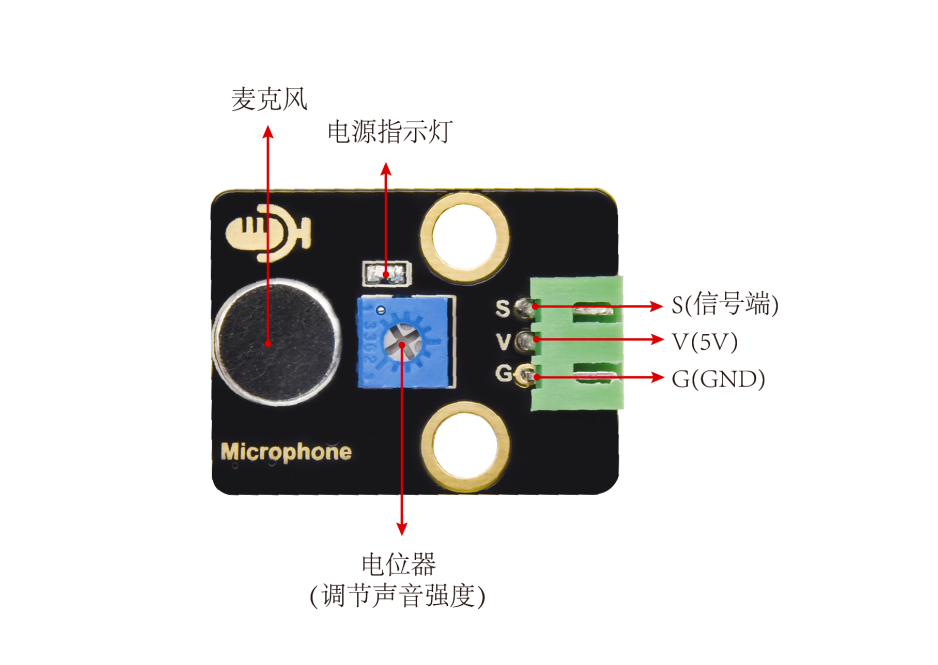 麦克风
电源指示灯
S
V
G
S(信号端)
V(5V)
G(GND)
3362
Microphone
电位器
(调节声音强度)